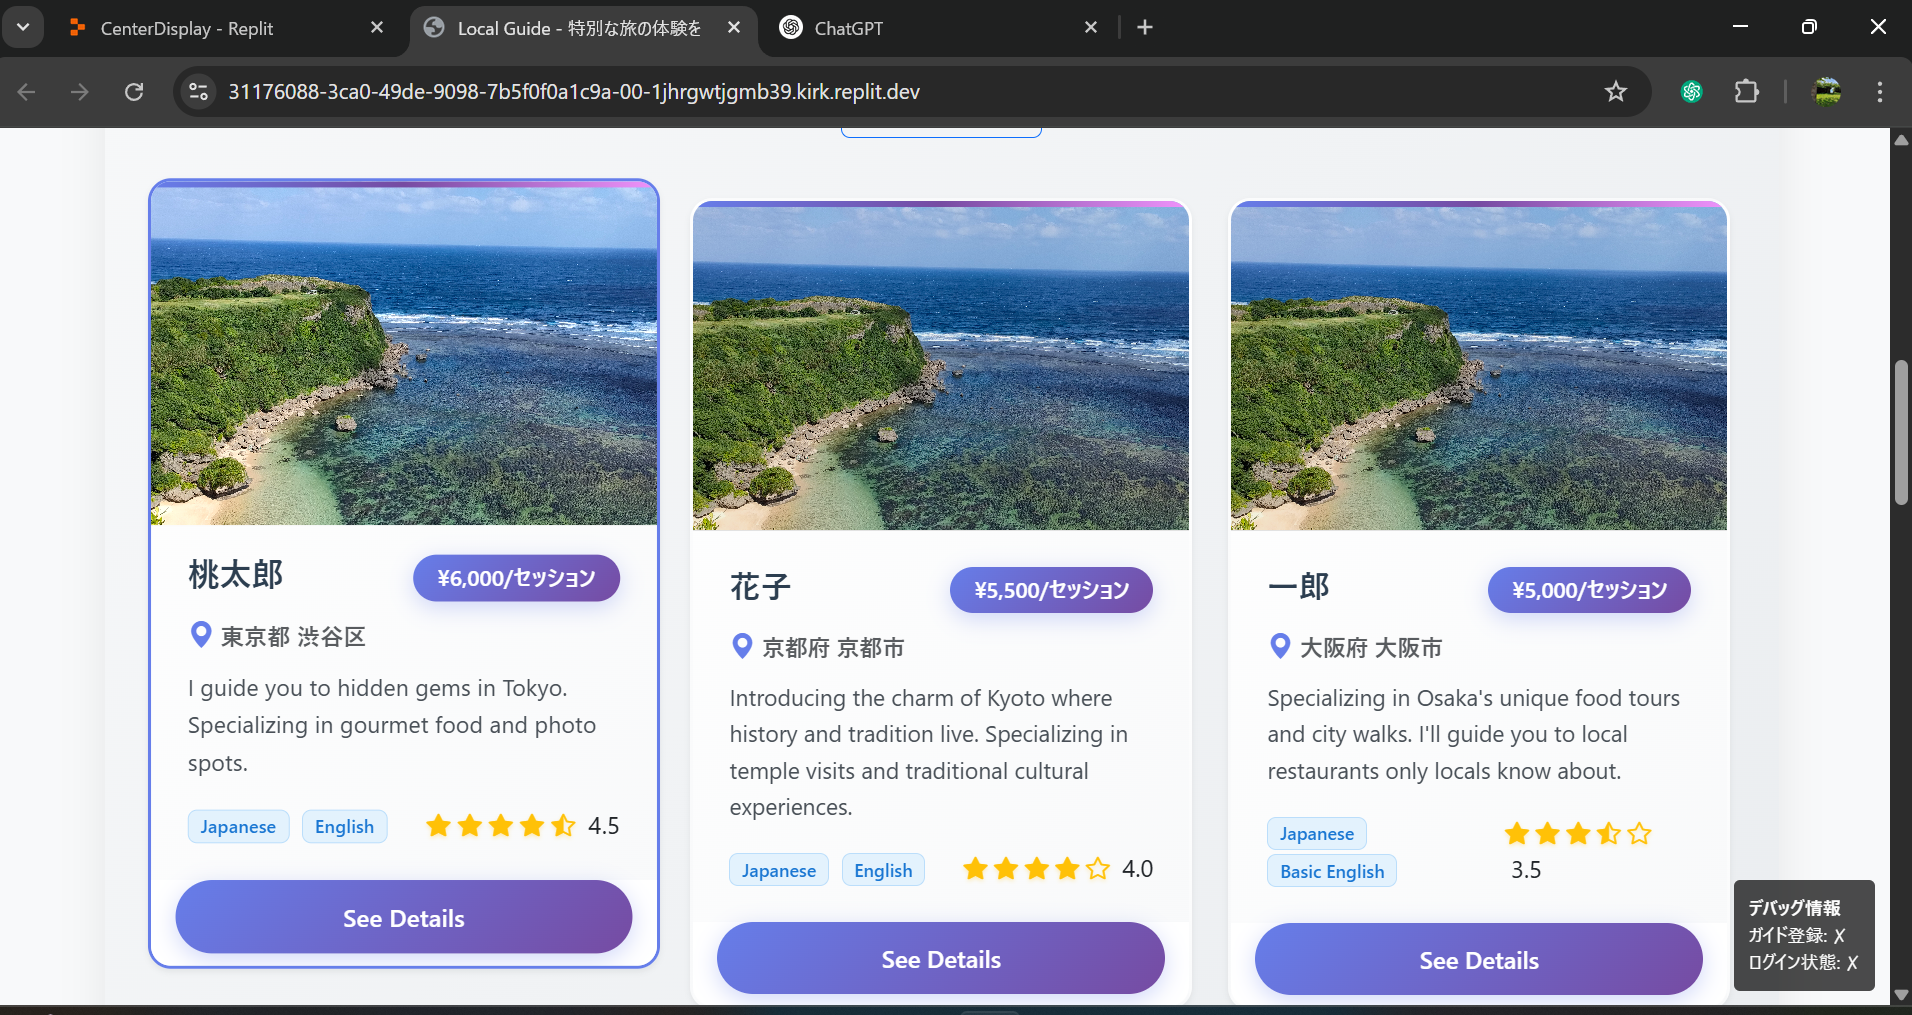 CenterDisplay - Replit
Local Guide - 特別な旅の体験を
ChatGPT
31176088-3ca0-49de-9098-7b5f0f0a1c9a-00-1jhrgwtjgmb39.kirk.replit.dev
桃太郎
¥6,000/セッション
東京都 渋谷区
I guide you to hidden gems in Tokyo.
Specializing in gourmet food and photo
spots.
Japanese
English
4.5
See Details
花子
¥5,500/セッション
京都府 京都市
Introducing the charm of Kyoto where
history and tradition live. Specializing in
temple visits and traditional cultural
experiences.
Japanese
English
4.0
See Details
一郎
¥5,000/セッション
大阪府 大阪市
Specializing in Osaka's unique food tours
and city walks. I'll guide you to local
restaurants only locals know about.
Japanese
Basic English
3.5
See Details
デバッグ情報
ガイド登録: ✗
ログイン状態: ✗